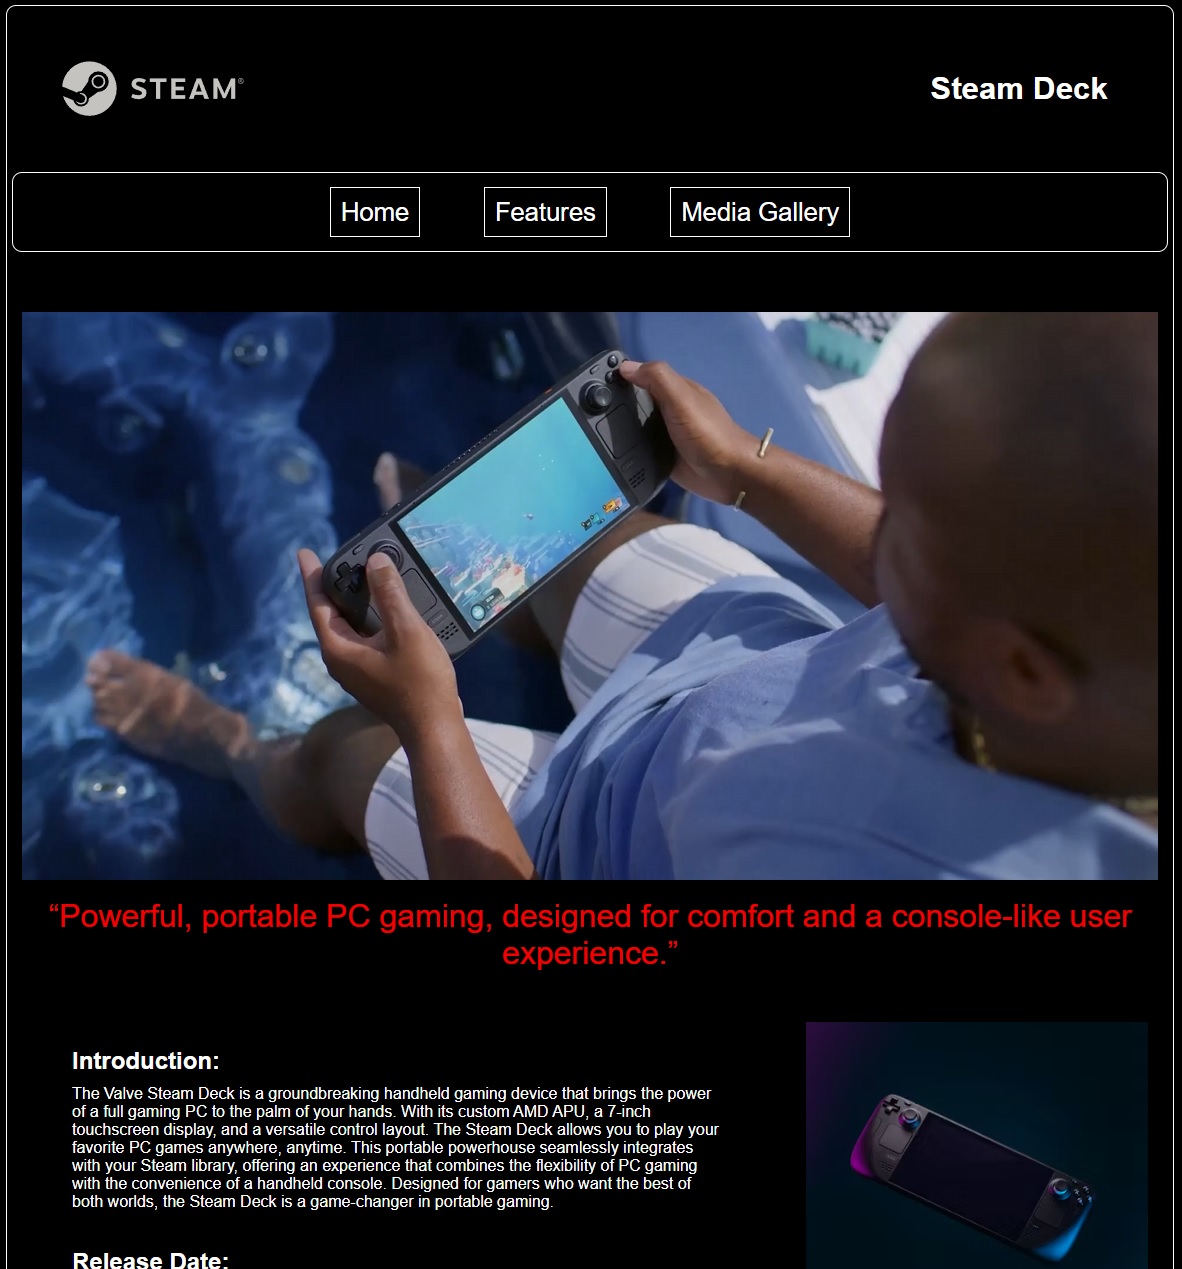 STEAM®
Steam Deck
Home
Features
Media Gallery
“Powerful, portable PC gaming, designed for comfort and a console-like user
experience.”
Introduction:
The Valve Steam Deck is a groundbreaking handheld gaming device that brings the power
of a full gaming PC to the palm of your hands. With its custom AMD APU, a 7-inch
touchscreen display, and a versatile control layout. The Steam Deck allows you to play your
favorite PC games anywhere, anytime. This portable powerhouse seamlessly integrates
with your Steam library, offering an experience that combines the flexibility of PC gaming
with the convenience of a handheld console. Designed for gamers who want the best of
both worlds, the Steam Deck is a game-changer in portable gaming.
Release Date: